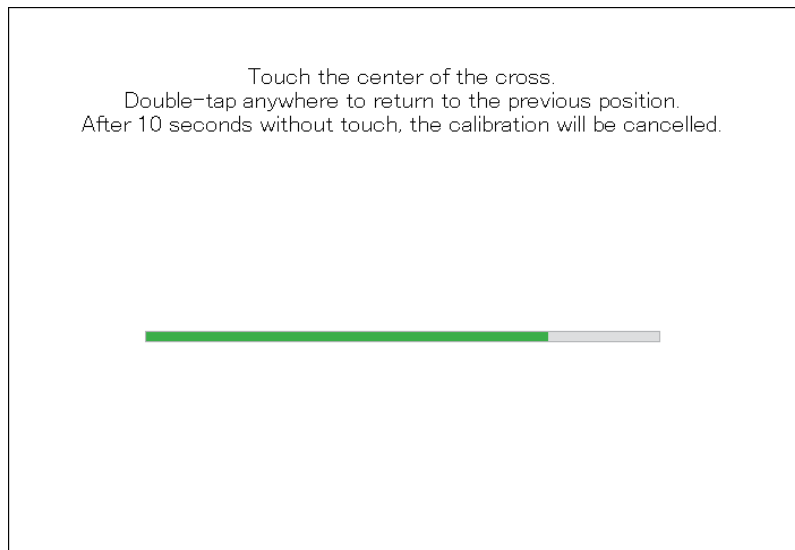 Touch the center of the cross.
Double-tap anywhere to return to the previous position.
After 10 seconds without touch, the calibration will be cancelled.